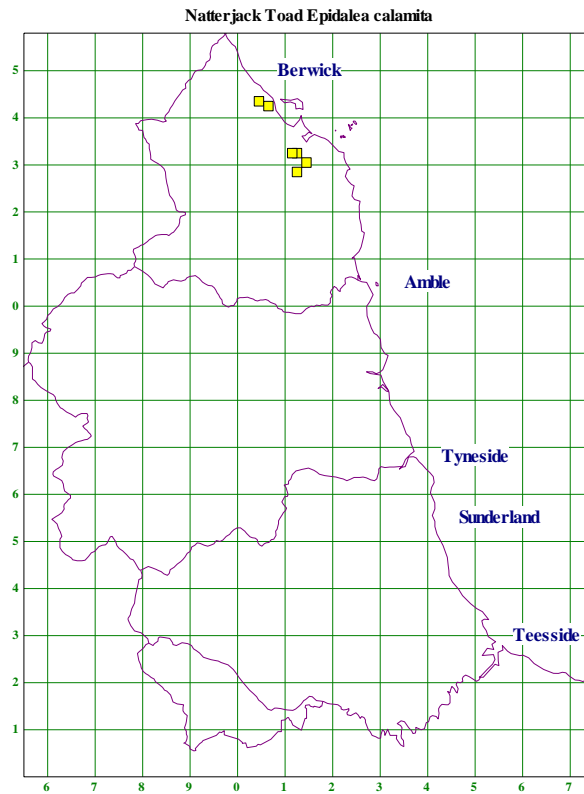 Natterjack Toad Epidalea calamita
5
Berwick
4
3
2
1
Amble
0
9
8
7
Tyneside
6
Sunderland
5
4
3
Teesside
2
1
6 7 8 9 0 1 2 3 4 5 6 7